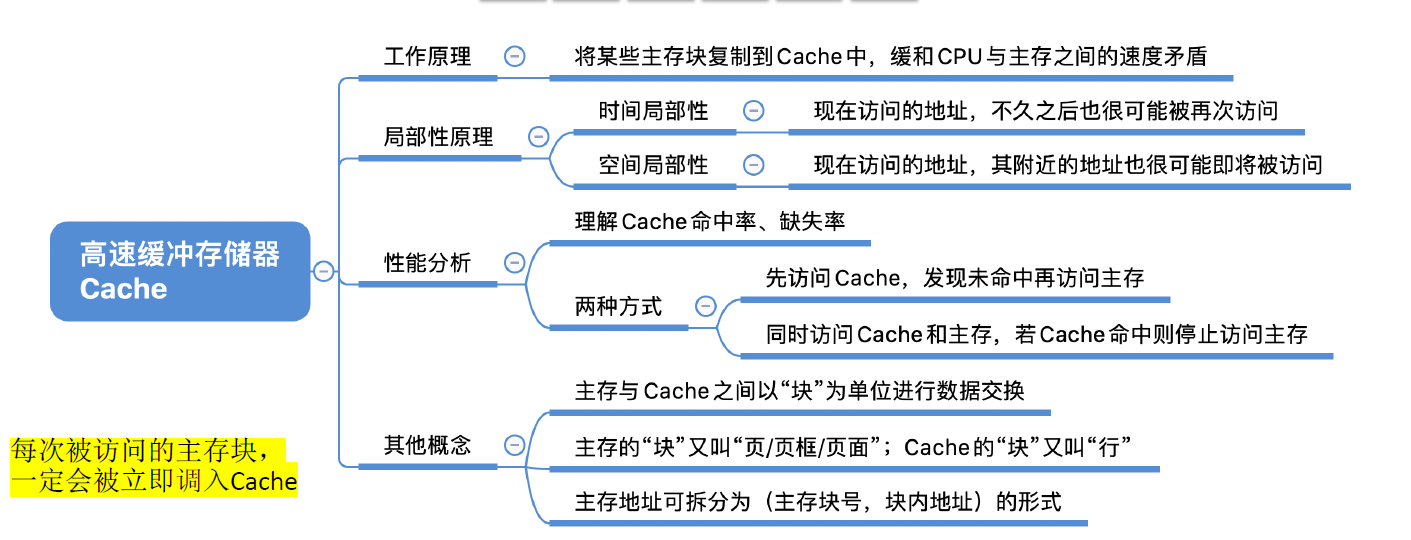 工作原理
将某些主存块复制到Cache中，缓和CPU与主存之间的速度矛盾
局部性原理
时间局部性
现在访问的地址，不久之后也很可能被再次访问
空间局部性
现在访问的地址，其附近的地址也很可能即将被访问
高速缓冲存储器
Cache
性能分析
理解Cache命中率、缺失率
两种方式
先访问Cache，发现未命中再访问主存
同时访问Cache和主存，若Cache命中则停止访问主存
其他概念
主存与Cache之间以“块”为单位进行数据交换
主存的“块”又叫“页/页框/页面”；Cache的“块”又叫“行”
主存地址可拆分为（主存块号，块内地址）的形式
每次被访问的主存块，
一定会被立即调入Cache